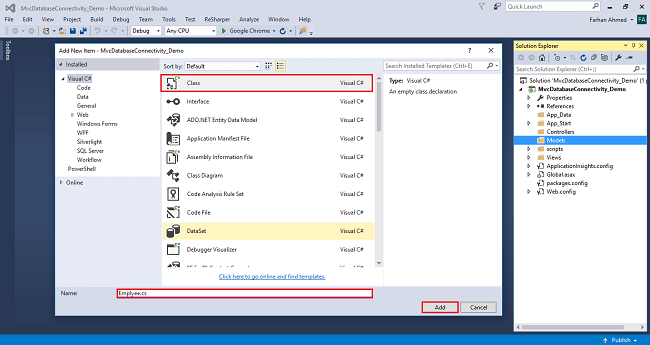 MvcDatabaseConnectivity_Demo - Microsoft Visual Studio
Quick Launch (Ctrl+Q)
File Edit View Project Build Debug Team Tools Test ReSharper Analyze Window Help
Farhan Ahmed FA
Debug Any CPU Google Chrome Debug
Toolbox
Add New Item - MvcDatabaseConnectivity_Demo
Installed
Sort by: Default
Search Installed Templates (Ctrl+E)
Visual C#
Code
Data
General
Web
Windows Forms
WPF
Silverlight
SQL Server
Workflow
PowerShell
Online
Class Visual C#
Interface Visual C#
ADO.NET Entity Data Model Visual C#
Application Manifest File Visual C#
Assembly Information File Visual C#
Class Diagram Visual C#
Code Analysis Rule Set Visual C#
Code File Visual C#
DataSet Visual C#
Debugger Visualizer Visual C#
Type: Visual C#
An empty class declaration
Click here to go online and find templates.
Name: Emplyee.cs
Add Cancel
Solution Explorer
Search Solution Explorer (Ctrl+;)
Solution 'MvcDatabaseConnectivity_Demo' (1 p
MvcDatabaseConnectivity_Demo
Properties
References
App_Data
App_Start
Controllers
Models
scripts
Views
ApplicationInsights.config
Global.asax
packages.config
Web.config
Publish